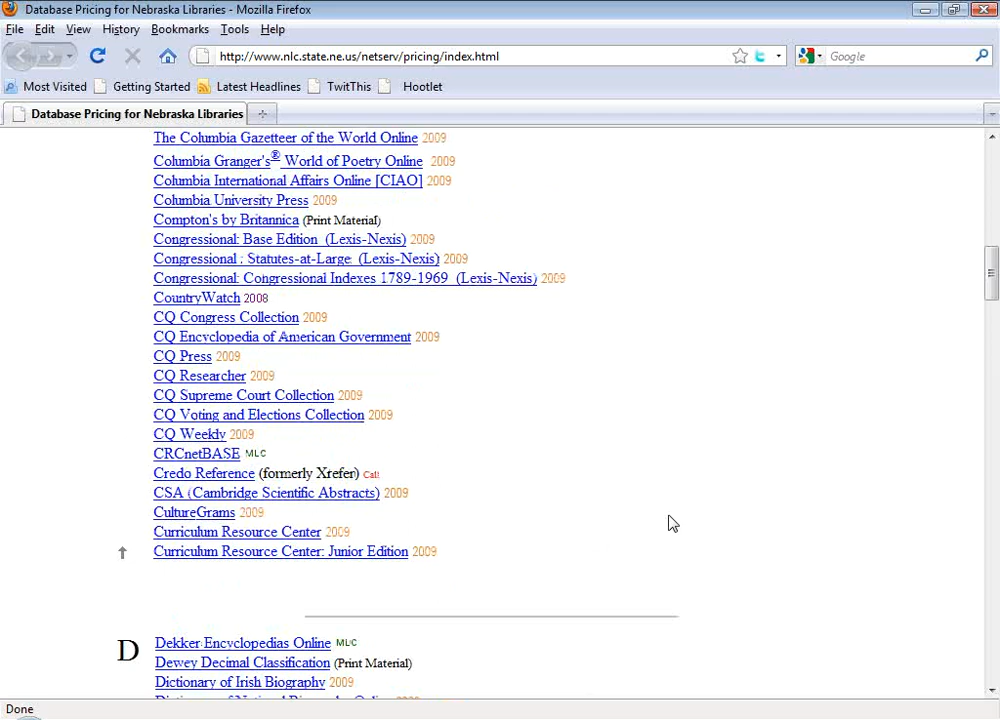 Database Pricing for Nebraska Libraries - Mozilla Firefox
File Edit View History Bookmarks Tools Help
http://www.nlc.state.ne.us/netserv/pricing/index.html
Google
Most Visited Getting Started Latest Headlines TwitThis Hootlet
Database Pricing for Nebraska Libraries
The Columbia Gazetteer of the World Online 2009
Columbia Granger's® World of Poetry Online 2009
Columbia International Affairs Online [CIAO] 2009
Columbia University Press 2009
Compton's by Britannica (Print Material)
Congressional: Base Edition (Lexis-Nexis) 2009
Congressional : Statutes-at-Large (Lexis-Nexis) 2009
Congressional: Congressional Indexes 1789-1969 (Lexis-Nexis) 2009
CountryWatch 2008
CQ Congress Collection 2009
CQ Encyclopedia of American Government 2009
CQ Press 2009
CQ Researcher 2009
CQ Supreme Court Collection 2009
CQ Voting and Elections Collection 2009
CQ Weekly 2009
CRCnetBASE MLC
Credo Reference (formerly Xrefer) Call
CSA (Cambridge Scientific Abstracts) 2009
CultureGrams 2009
Curriculum Resource Center 2009
Curriculum Resource Center: Junior Edition 2009
D
Dekker Encyclopedias Online MLC
Dewey Decimal Classification (Print Material)
Dictionary of Irish Biography 2009
Done